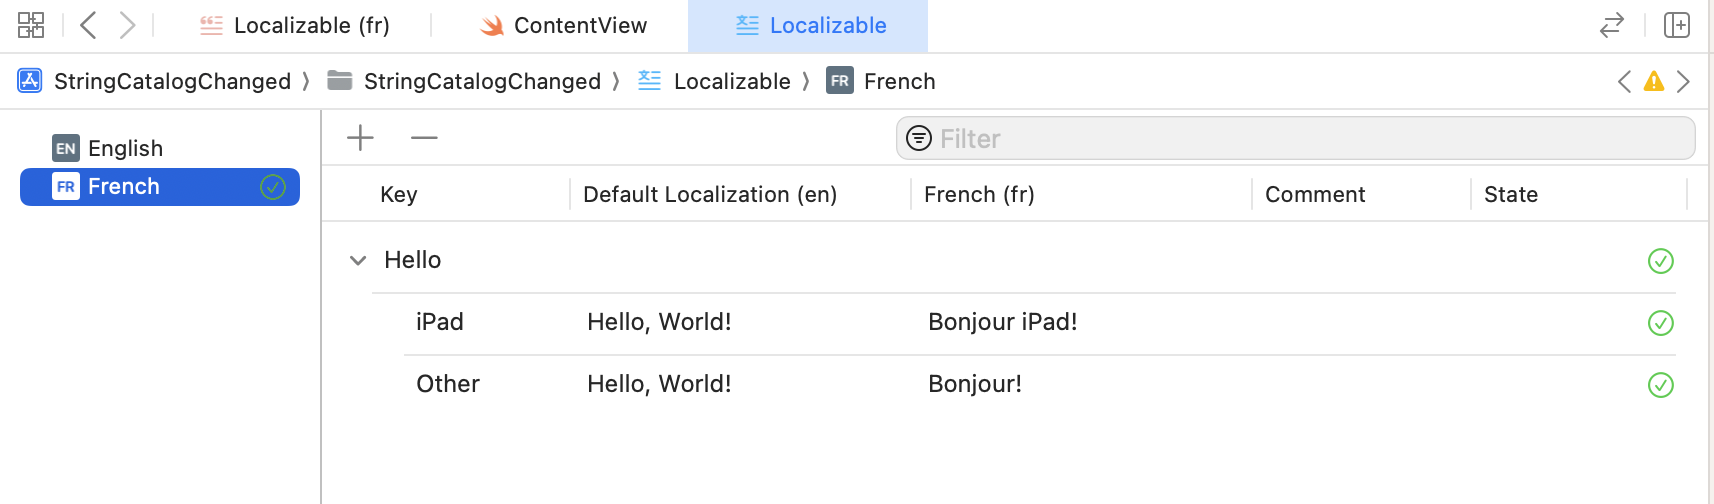 Localizable (fr) ContentView Localizable
StringCatalogChanged StringCatalogChanged Localizable FR French
EN English
FR French
Filter
Key Default Localization (en) French (fr) Comment State
Hello
iPad Hello, World! Bonjour iPad!
Other Hello, World! Bonjour!